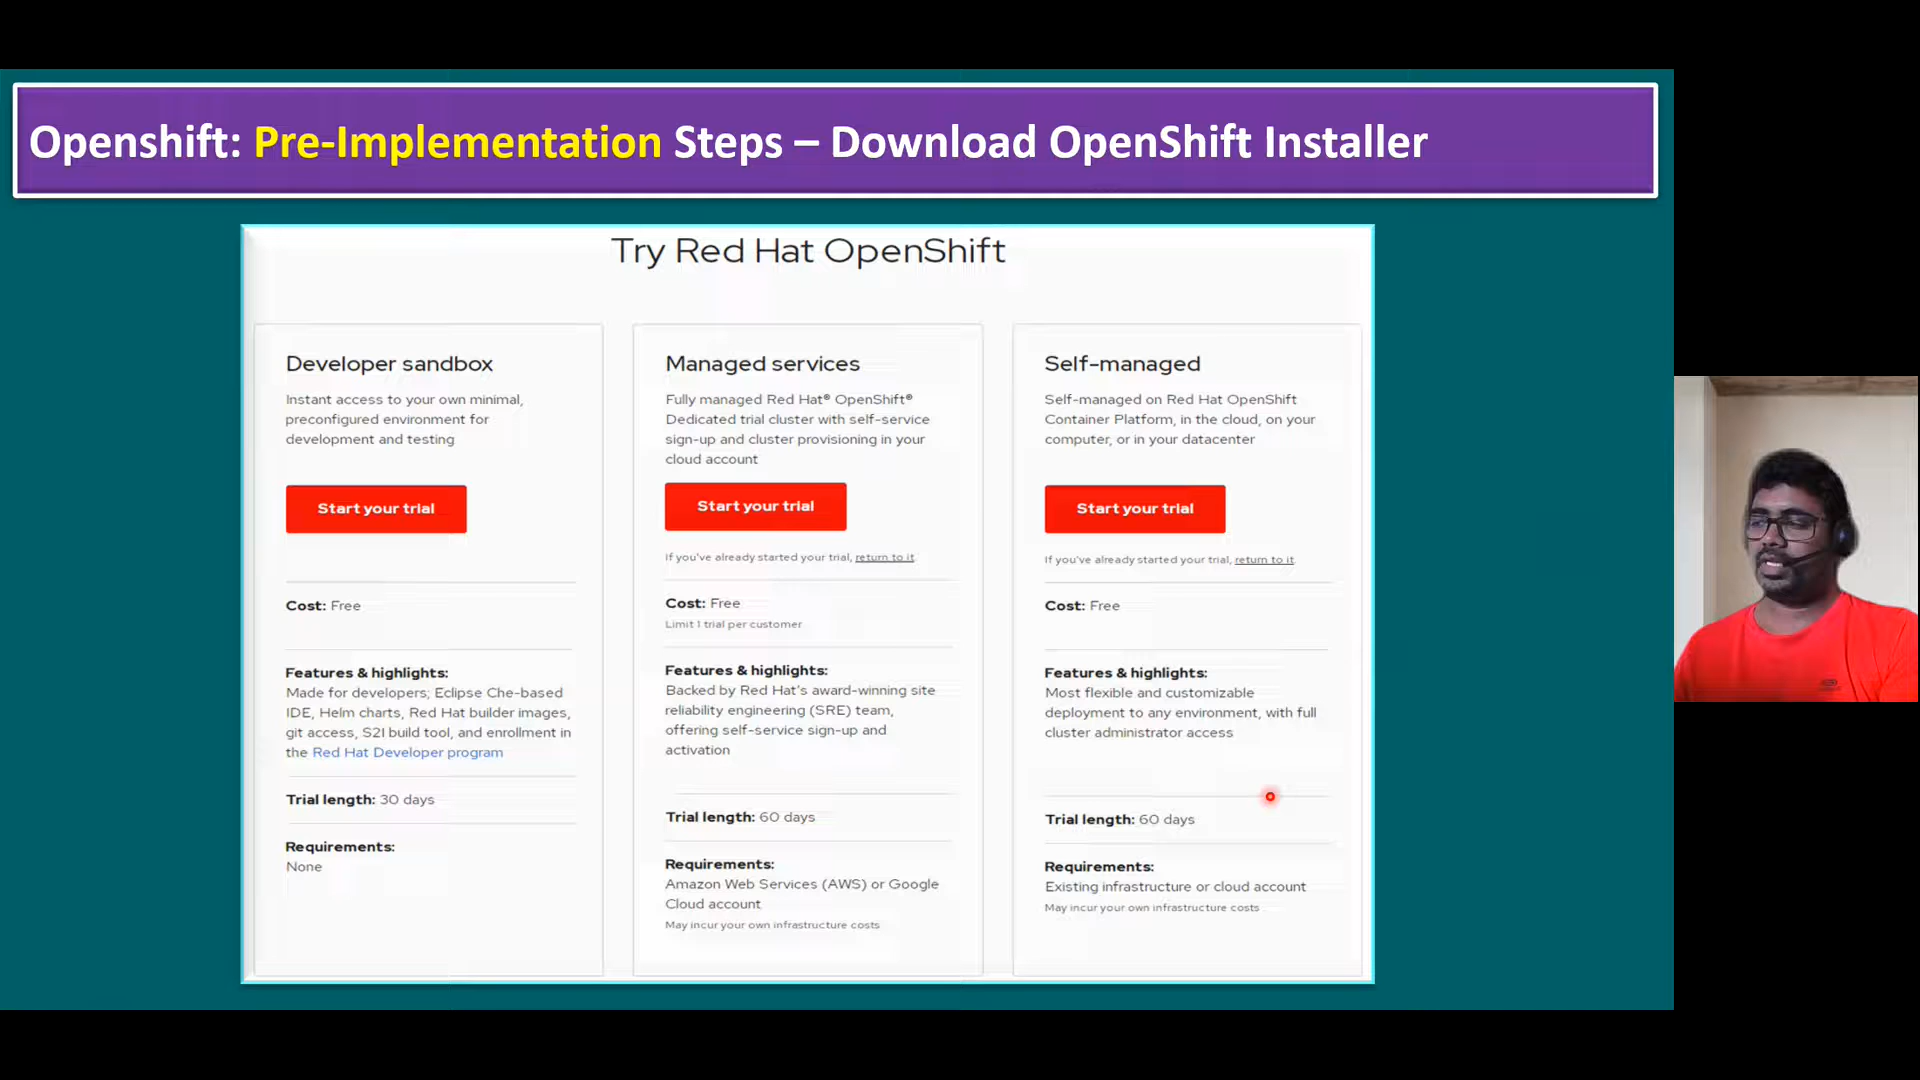 Openshift: Pre-Implementation Steps – Download OpenShift Installer
Try Red Hat OpenShift
Developer sandbox
Instant access to your own minimal,
preconfigured environment for
development and testing
Start your trial
Cost: Free
Features & highlights:
Made for developers; Eclipse Che-based
IDE, Helm charts, Red Hat builder images,
git access, S2I build tool, and enrollment in
the Red Hat Developer program
Trial length: 30 days
Requirements:
None
Managed services
Fully managed Red Hat® OpenShift®
Dedicated trial cluster with self-service
sign-up and cluster provisioning in your
cloud account
Start your trial
If you've already started your trial, return to it.
Cost: Free
Limit 1 trial per customer
Features & highlights:
Backed by Red Hat's award-winning site
reliability engineering (SRE) team,
offering self-service sign-up and
activation
Trial length: 60 days
Requirements:
Amazon Web Services (AWS) or Google
Cloud account
May incur your own infrastructure costs
Self-managed
Self-managed on Red Hat OpenShift
Container Platform, in the cloud, on your
computer, or in your datacenter
Start your trial
If you've already started your trial, return to it.
Cost: Free
Features & highlights:
Most flexible and customizable
deployment to any environment, with full
cluster administrator access
Trial length: 60 days
Requirements:
Existing infrastructure or cloud account
May incur your own infrastructure costs